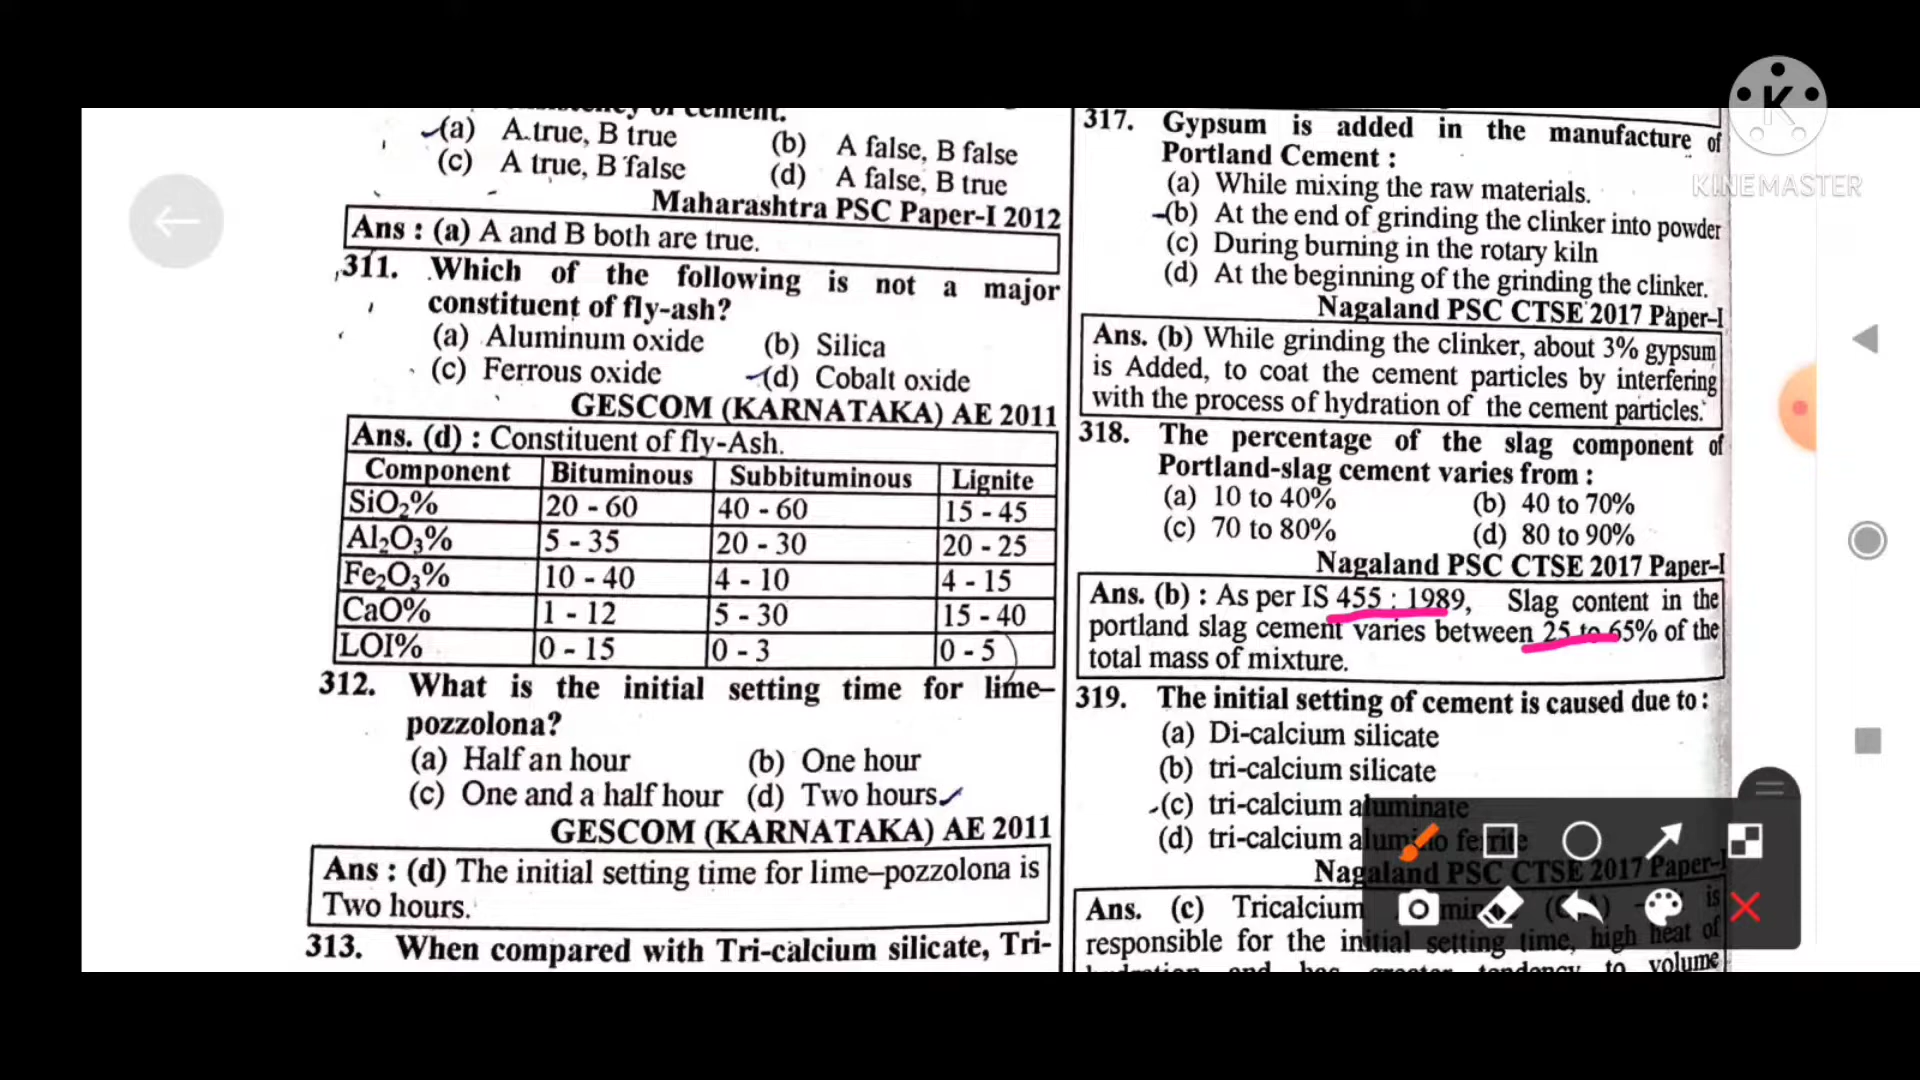 (a) A true, B true (b) A false, B false
(c) A true, B false (d) A false, B true
Maharashtra PSC Paper-I 2012
Ans : (a) A and B both are true.
311. Which of the following is not a major
constituent of fly-ash?
(a) Aluminum oxide (b) Silica
(c) Ferrous oxide (d) Cobalt oxide
GESCOM (KARNATAKA) AE 2011
Ans. (d) : Constituent of fly-Ash.
Component Bituminous Subbituminous Lignite
SiO₂% 20 - 60 40 - 60 15 - 45
Al₂O₃% 5 - 35 20 - 30 20 - 25
Fe₂O₃% 10 - 40 4 - 10 4 - 15
CaO% 1 - 12 5 - 30 15 - 40
LOI% 0 - 15 0 - 3 0 - 5
312. What is the initial setting time for lime–
pozzolona?
(a) Half an hour (b) One hour
(c) One and a half hour (d) Two hours
GESCOM (KARNATAKA) AE 2011
Ans : (d) The initial setting time for lime–pozzolona is
Two hours.
313. When compared with Tri-calcium silicate, Tri-
317. Gypsum is added in the manufacture of
Portland Cement :
(a) While mixing the raw materials.
(b) At the end of grinding the clinker into powder
(c) During burning in the rotary kiln
(d) At the beginning of the grinding the clinker.
Nagaland PSC CTSE 2017 Paper-I
Ans. (b) While grinding the clinker, about 3% gypsum
is Added, to coat the cement particles by interfering
with the process of hydration of the cement particles.
318. The percentage of the slag component of
Portland-slag cement varies from :
(a) 10 to 40% (b) 40 to 70%
(c) 70 to 80% (d) 80 to 90%
Nagaland PSC CTSE 2017 Paper-I
Ans. (b) : As per IS 455 : 1989, Slag content in the
portland slag cement varies between 25 to 65% of the
total mass of mixture.
319. The initial setting of cement is caused due to :
(a) Di-calcium silicate
(b) tri-calcium silicate
(c) tri-calcium aluminate
(d) tri-calcium alumino ferrite
Nagaland PSC CTSE 2017 Paper-I
Ans. (c) Tricalcium is
responsible for the initial setting time, high heat of
volume
K
KINEMASTER